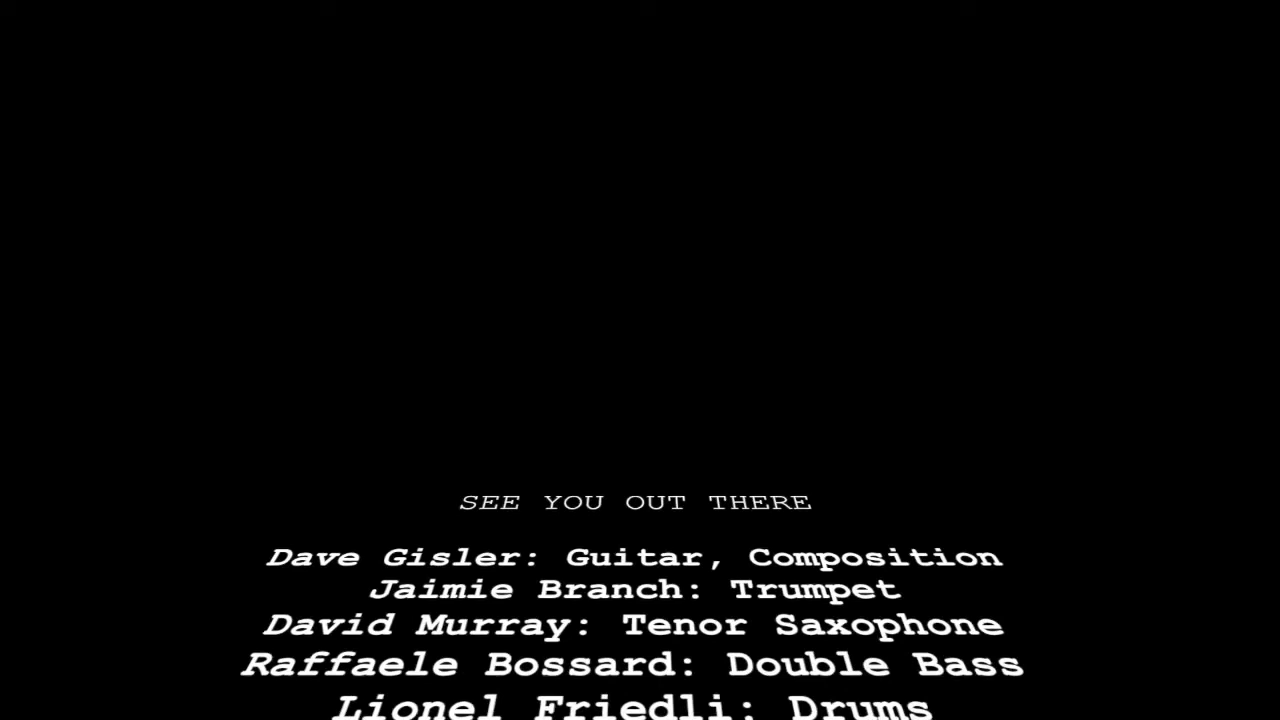 SEE YOU OUT THERE
Dave Gisler: Guitar, Composition
Jaimie Branch: Trumpet
David Murray: Tenor Saxophone
Raffaele Bossard: Double Bass
Lionel Friedli: Drums